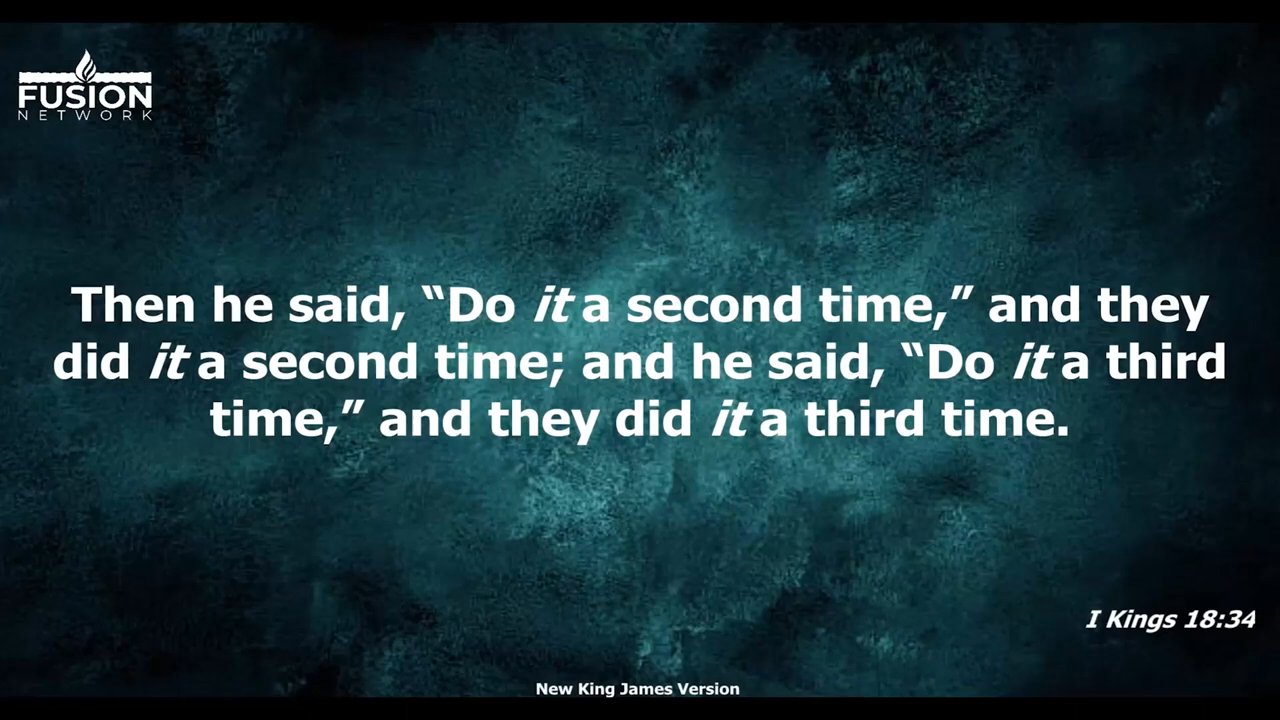 FUSION
NETWORK
Then he said, “Do it a second time,” and they
did it a second time; and he said, “Do it a third
time,” and they did it a third time.
I Kings 18:34
New King James Version